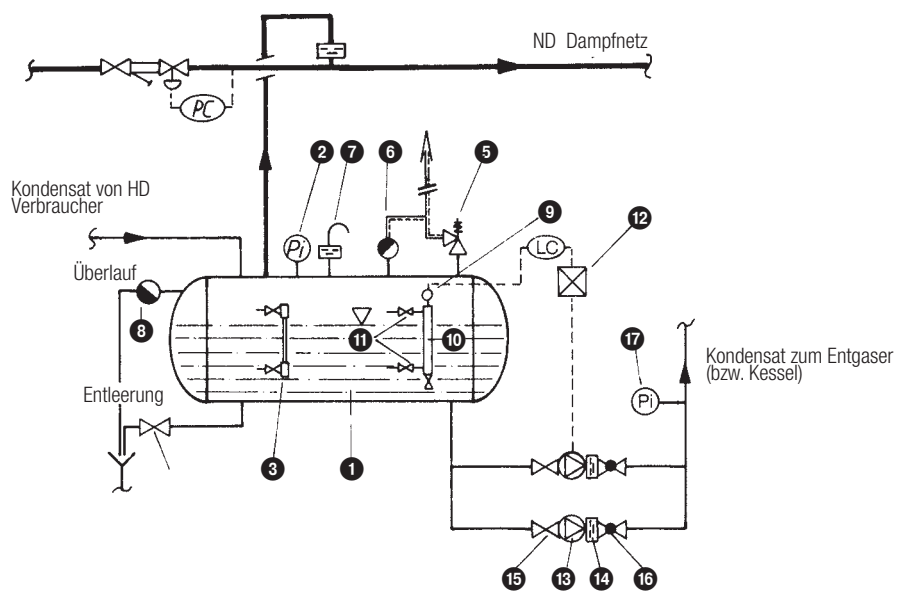 ND Dampfnetz
PC
2
7
6
5
Kondensat von HD
Verbraucher
Pi
9
LC
12
Überlauf
8
11
10
17
Kondensat zum Entgaser
(bzw. Kessel)
Entleerung
Pi
3
1
15
13
14
16